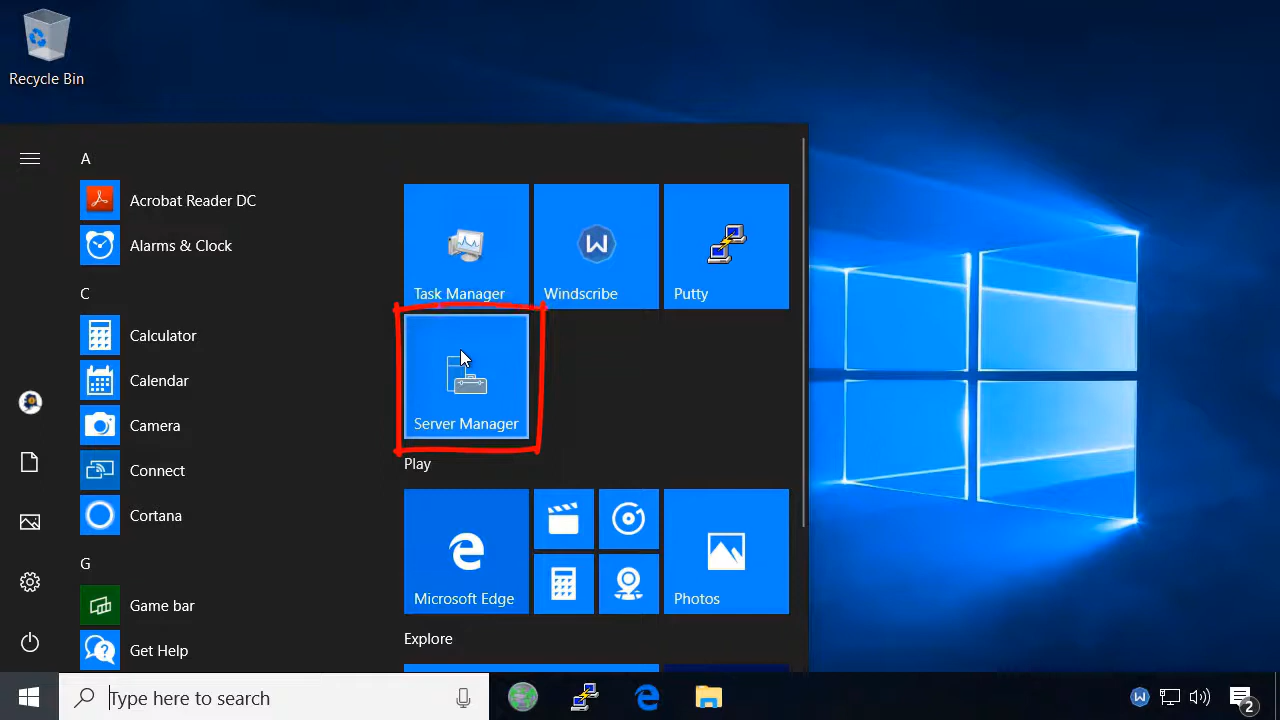 Recycle Bin
A
Acrobat Reader DC
Alarms & Clock
C
Calculator
Calendar
Camera
Connect
Cortana
G
Game bar
Get Help
Task Manager
Windscribe
Putty
Server Manager
Play
Microsoft Edge
Photos
Explore
Type here to search
2